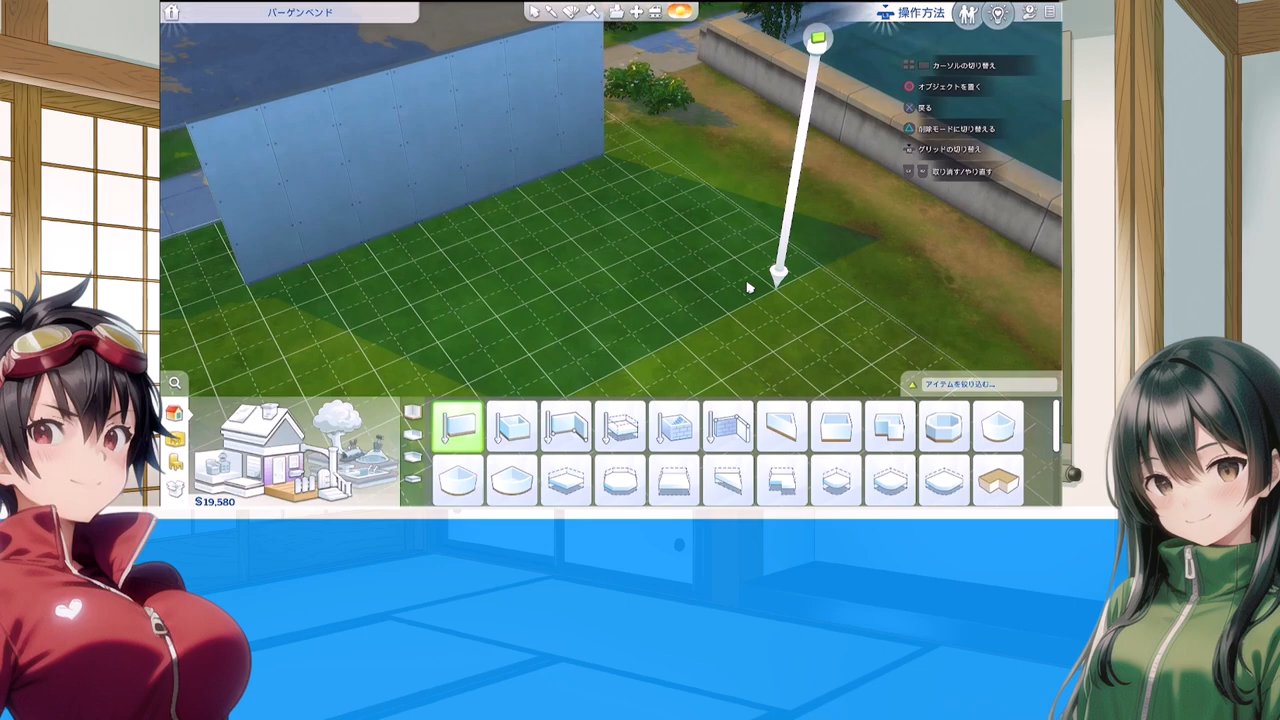 バーゲンベンド
操作方法
カーソルの切り替え
オブジェクトを置く
戻る
削除モードに切り替える
グリッドの切り替え
取り消す/やり直す
アイテムを絞り込む...
$19,580